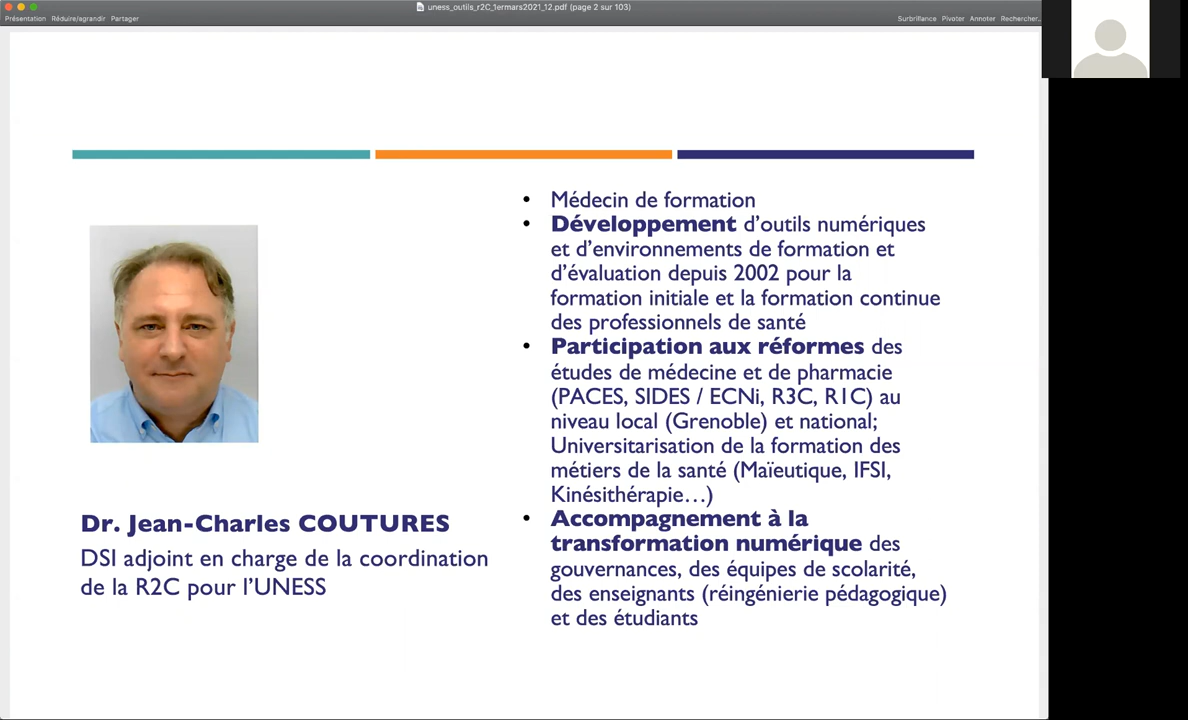 uness_outiis_r2C_1ermars2021_12.pdf (page 2 sur 103)
Présentation Réduire/agrandir Partager
Surbrillance Pivoter Annoter Rechercher...
• Médecin de formation
• Développement d’outils numériques
et d’environnements de formation et
d’évaluation depuis 2002 pour la
formation initiale et la formation continue
des professionnels de santé
• Participation aux réformes des
études de médecine et de pharmacie
(PACES, SIDES / ECNi, R3C, R1C) au
niveau local (Grenoble) et national;
Universitarisation de la formation des
métiers de la santé (Maïeutique, IFSI,
Kinésithérapie…)
• Accompagnement à la
transformation numérique des
gouvernances, des équipes de scolarité,
des enseignants (réingénierie pédagogique)
et des étudiants
Dr. Jean-Charles COUTURES
DSI adjoint en charge de la coordination
de la R2C pour l’UNESS